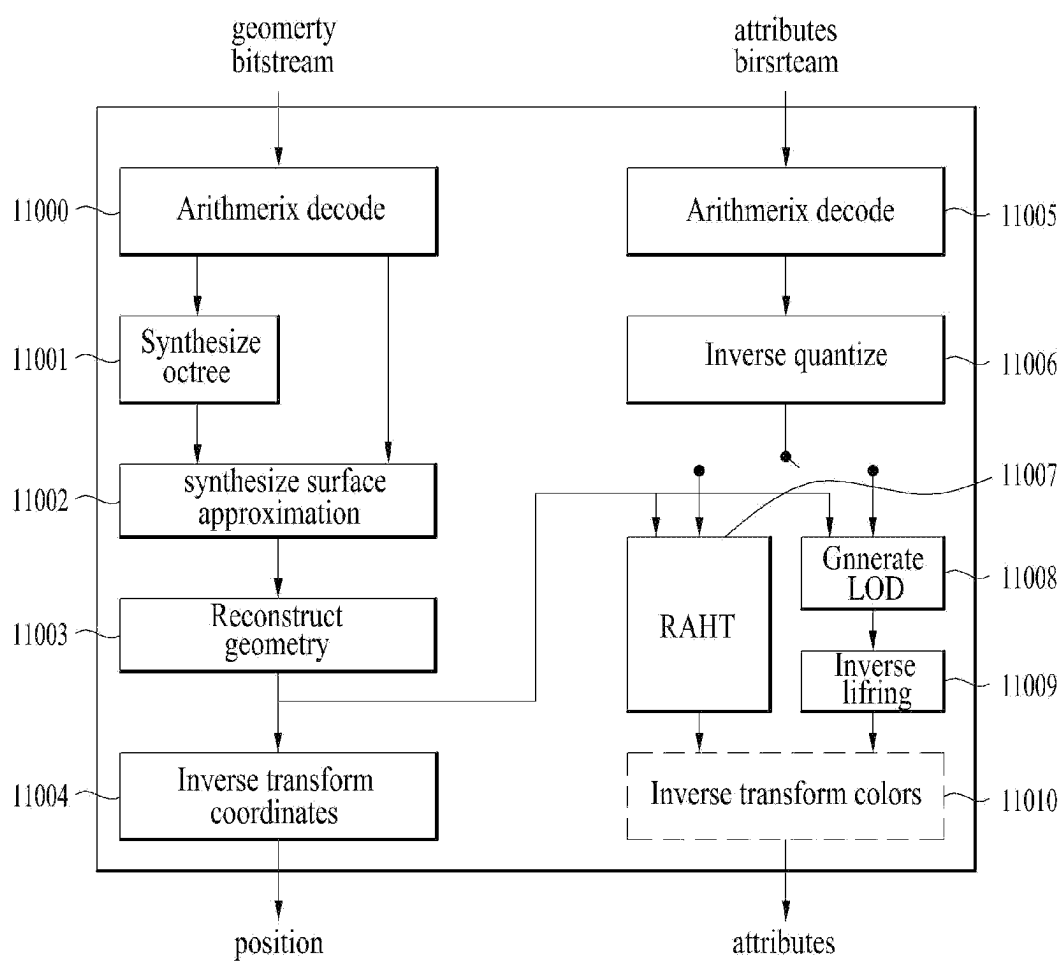 geomerty
bitstream
attributes
birsrteam
11000
Arithmerix decode
Arithmerix decode
11005
11001
Synthesize
octree
Inverse quantize
11006
11002
synthesize surface
approximation
11007
RAHT
Gnnerate
LOD
11008
11003
Reconstruct
geometry
Inverse
lifring
11009
11004
Inverse transform
coordinates
Inverse transform colors
11010
position
attributes